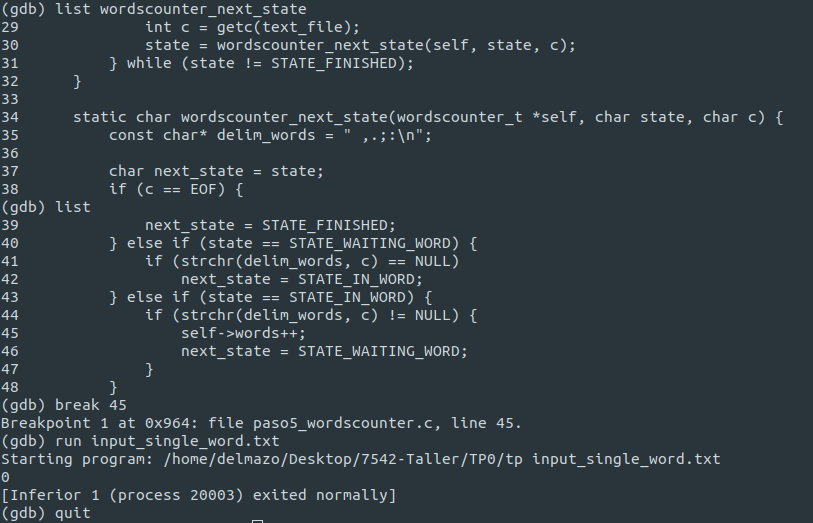 (gdb) list wordscounter_next_state
29              int c = getc(text_file);
30              state = wordscounter_next_state(self, state, c);
31          } while (state != STATE_FINISHED);
32      }
33
34      static char wordscounter_next_state(wordscounter_t *self, char state, char c) {
35          const char* delim_words = " ,.;:\n";
36
37          char next_state = state;
38          if (c == EOF) {
(gdb) list
39              next_state = STATE_FINISHED;
40          } else if (state == STATE_WAITING_WORD) {
41              if (strchr(delim_words, c) == NULL)
42                  next_state = STATE_IN_WORD;
43          } else if (state == STATE_IN_WORD) {
44              if (strchr(delim_words, c) != NULL) {
45                  self->words++;
46                  next_state = STATE_WAITING_WORD;
47              }
48          }
(gdb) break 45
Breakpoint 1 at 0x964: file paso5_wordscounter.c, line 45.
(gdb) run input_single_word.txt
Starting program: /home/delmazo/Desktop/7542-Taller/TP0/tp input_single_word.txt
0
[Inferior 1 (process 20003) exited normally]
(gdb) quit